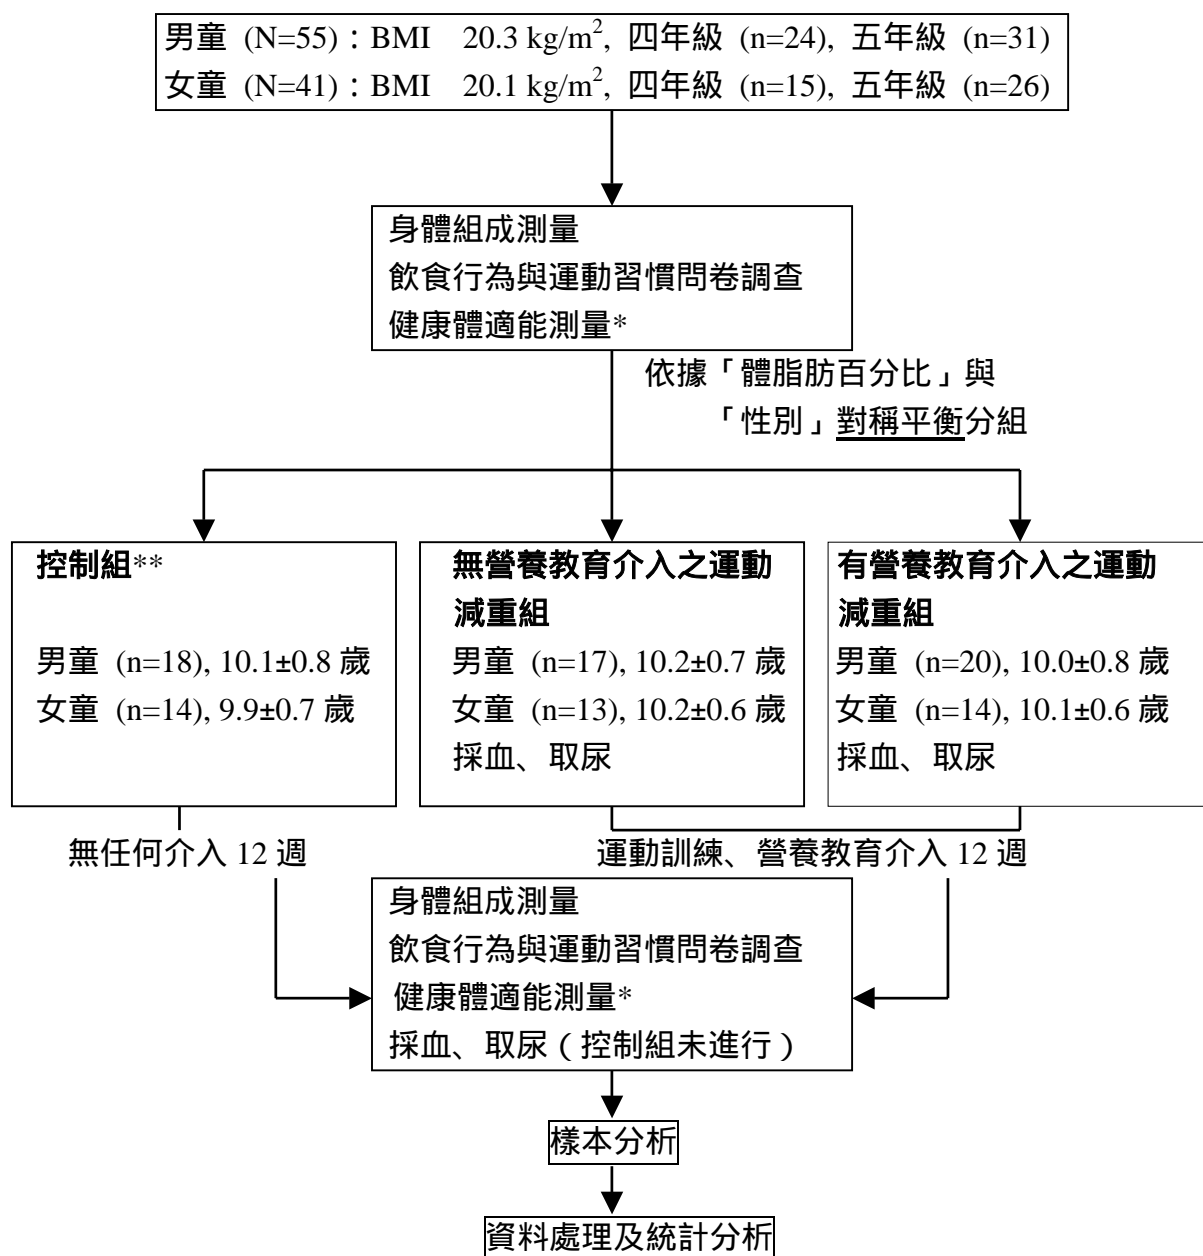 男童 (N=55)：BMI 20.3 kg/m², 四年級 (n=24), 五年級 (n=31)
女童 (N=41)：BMI 20.1 kg/m², 四年級 (n=15), 五年級 (n=26)
身體組成測量
飲食行為與運動習慣問卷調查
健康體適能測量*
依據「體脂肪百分比」與
「性別」對稱平衡分組
控制組**
男童 (n=18), 10.1±0.8 歲
女童 (n=14), 9.9±0.7 歲
無營養教育介入之運動
減重組
男童 (n=17), 10.2±0.7 歲
女童 (n=13), 10.2±0.6 歲
採血、取尿
有營養教育介入之運動
減重組
男童 (n=20), 10.0±0.8 歲
女童 (n=14), 10.1±0.6 歲
採血、取尿
無任何介入 12 週
運動訓練、營養教育介入 12 週
身體組成測量
飲食行為與運動習慣問卷調查
健康體適能測量*
採血、取尿（控制組未進行）
樣本分析
資料處理及統計分析